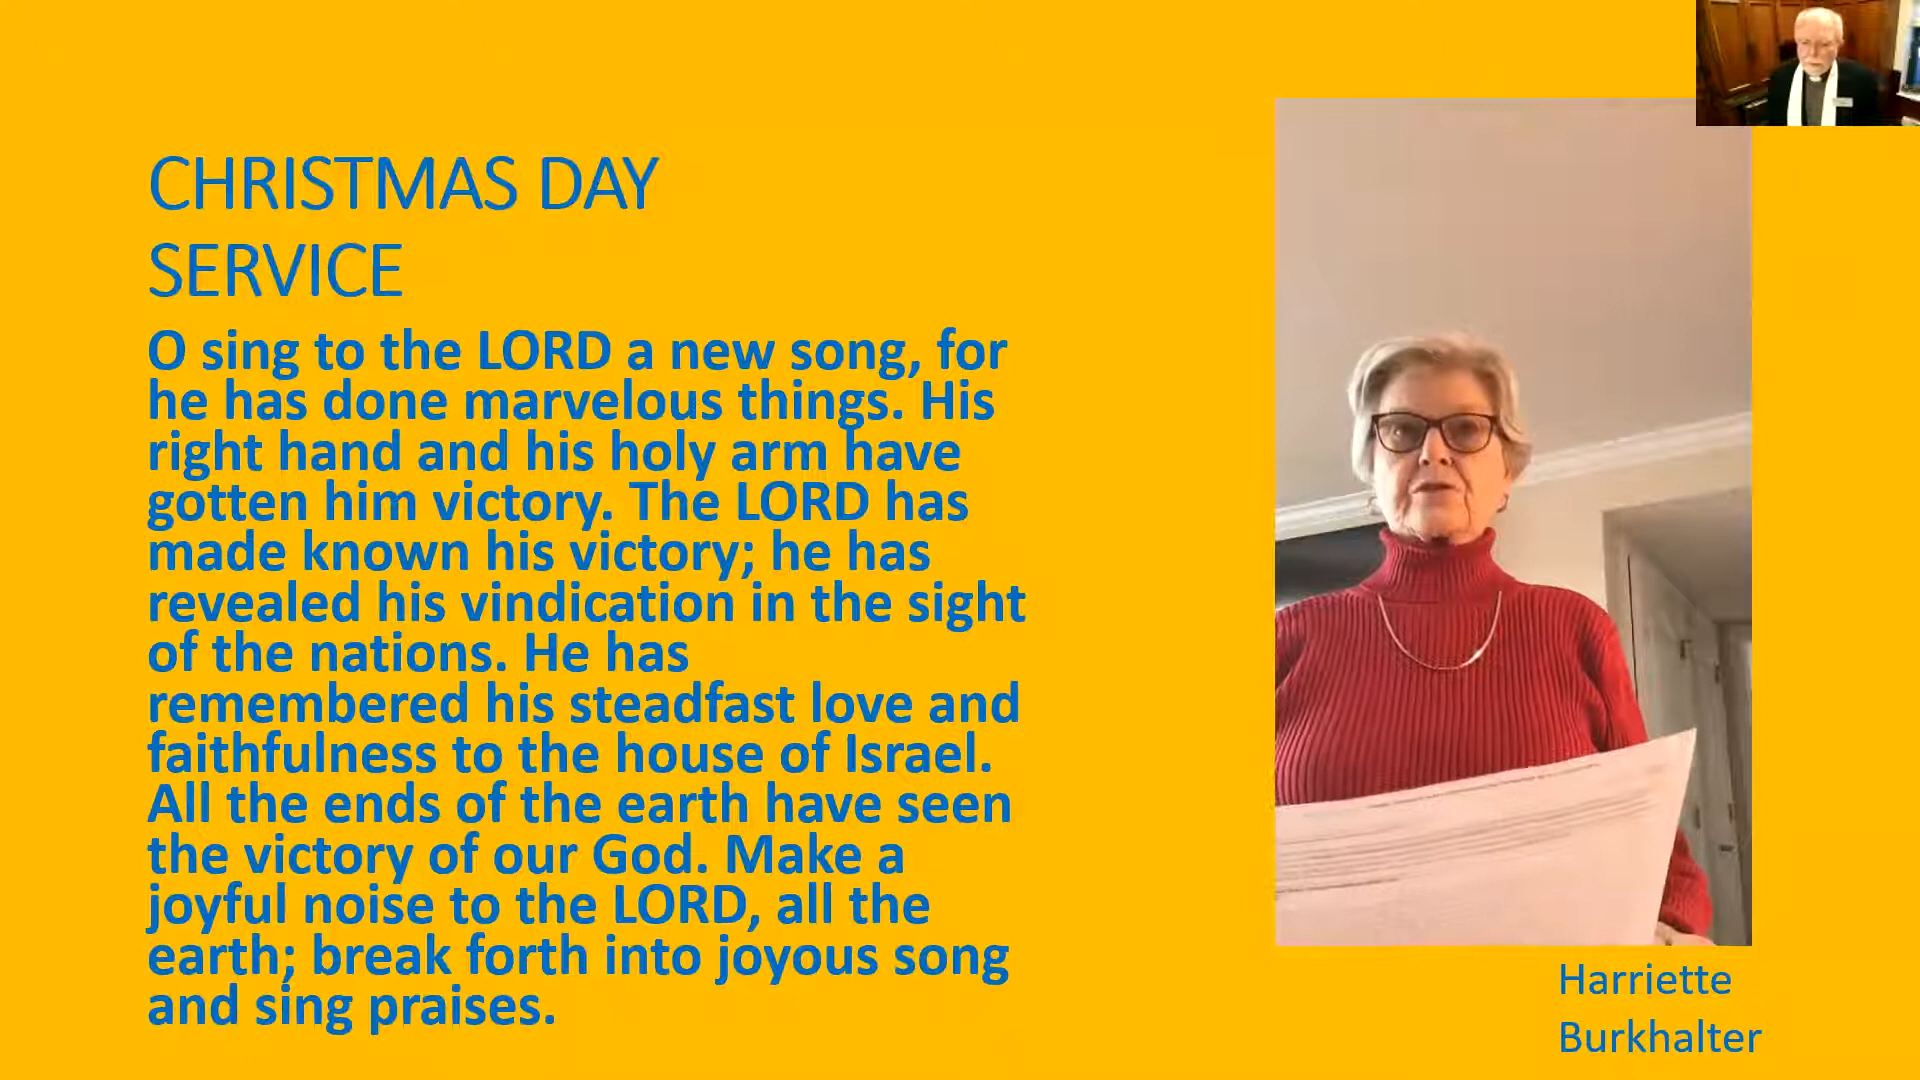 CHRISTMAS DAY
SERVICE
O sing to the LORD a new song, for
he has done marvelous things. His
right hand and his holy arm have
gotten him victory. The LORD has
made known his victory; he has
revealed his vindication in the sight
of the nations. He has
remembered his steadfast love and
faithfulness to the house of Israel.
All the ends of the earth have seen
the victory of our God. Make a
joyful noise to the LORD, all the
earth; break forth into joyous song
and sing praises.
Harriette
Burkhalter